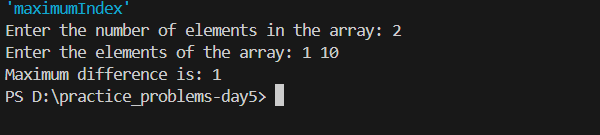 'maximumIndex'
Enter the number of elements in the array: 2
Enter the elements of the array: 1 10
Maximum difference is: 1
PS D:\practice_problems-day5>